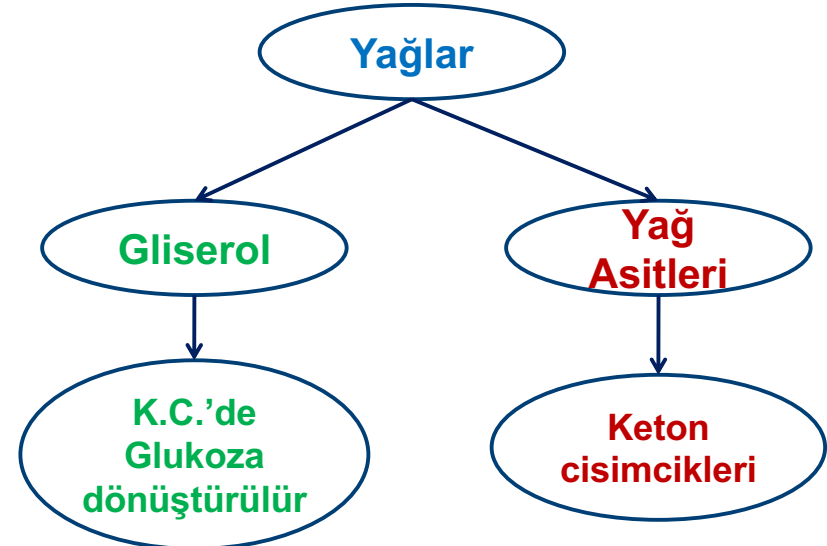 Yağlar
Gliserol
Yağ
Asitleri
K.C.’de
Glukoza
dönüştürülür
Keton
cisimcikleri